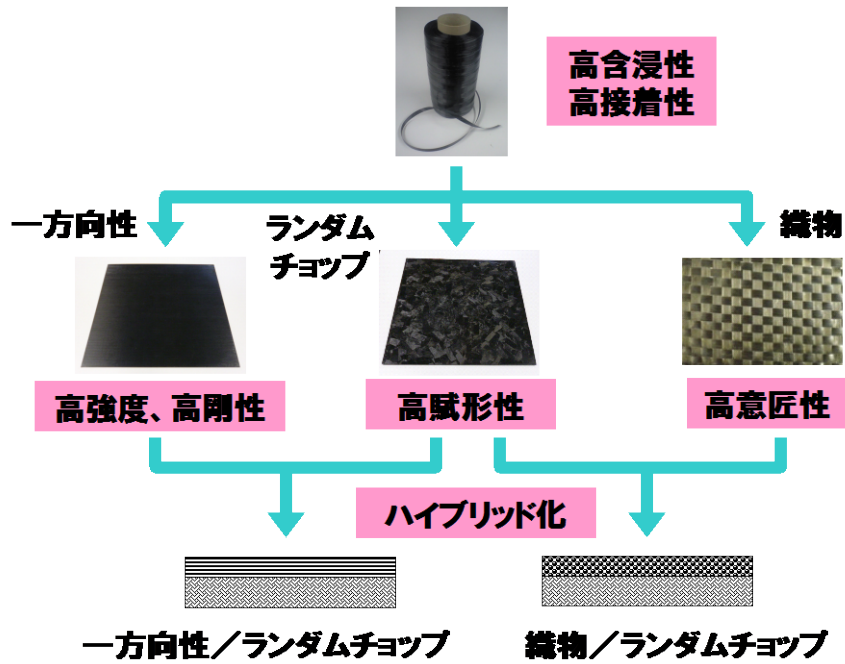 高含浸性
高接着性
一方向性
ランダム
チョップ
織物
高強度、高剛性
高賦形性
高意匠性
ハイブリッド化
一方向性／ランダムチョップ
織物／ランダムチョップ